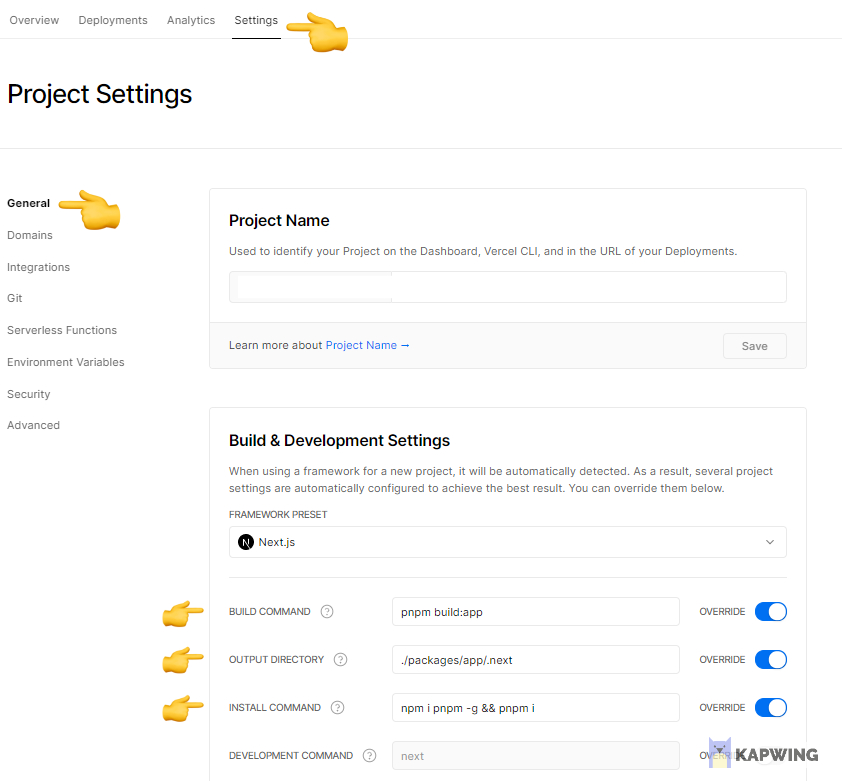 Overview Deployments Analytics Settings
Project Settings
General
Domains
Integrations
Git
Serverless Functions
Environment Variables
Security
Advanced
Project Name
Used to identify your Project on the Dashboard, Vercel CLI, and in the URL of your Deployments.
Learn more about Project Name →
Save
Build & Development Settings
When using a framework for a new project, it will be automatically detected. As a result, several project
settings are automatically configured to achieve the best result. You can override them below.
FRAMEWORK PRESET
N Next.js
BUILD COMMAND ? pnpm build:app OVERRIDE
OUTPUT DIRECTORY ? ./packages/app/.next OVERRIDE
INSTALL COMMAND ? npm i pnpm -g && pnpm i OVERRIDE
DEVELOPMENT COMMAND ? next
KAPWING